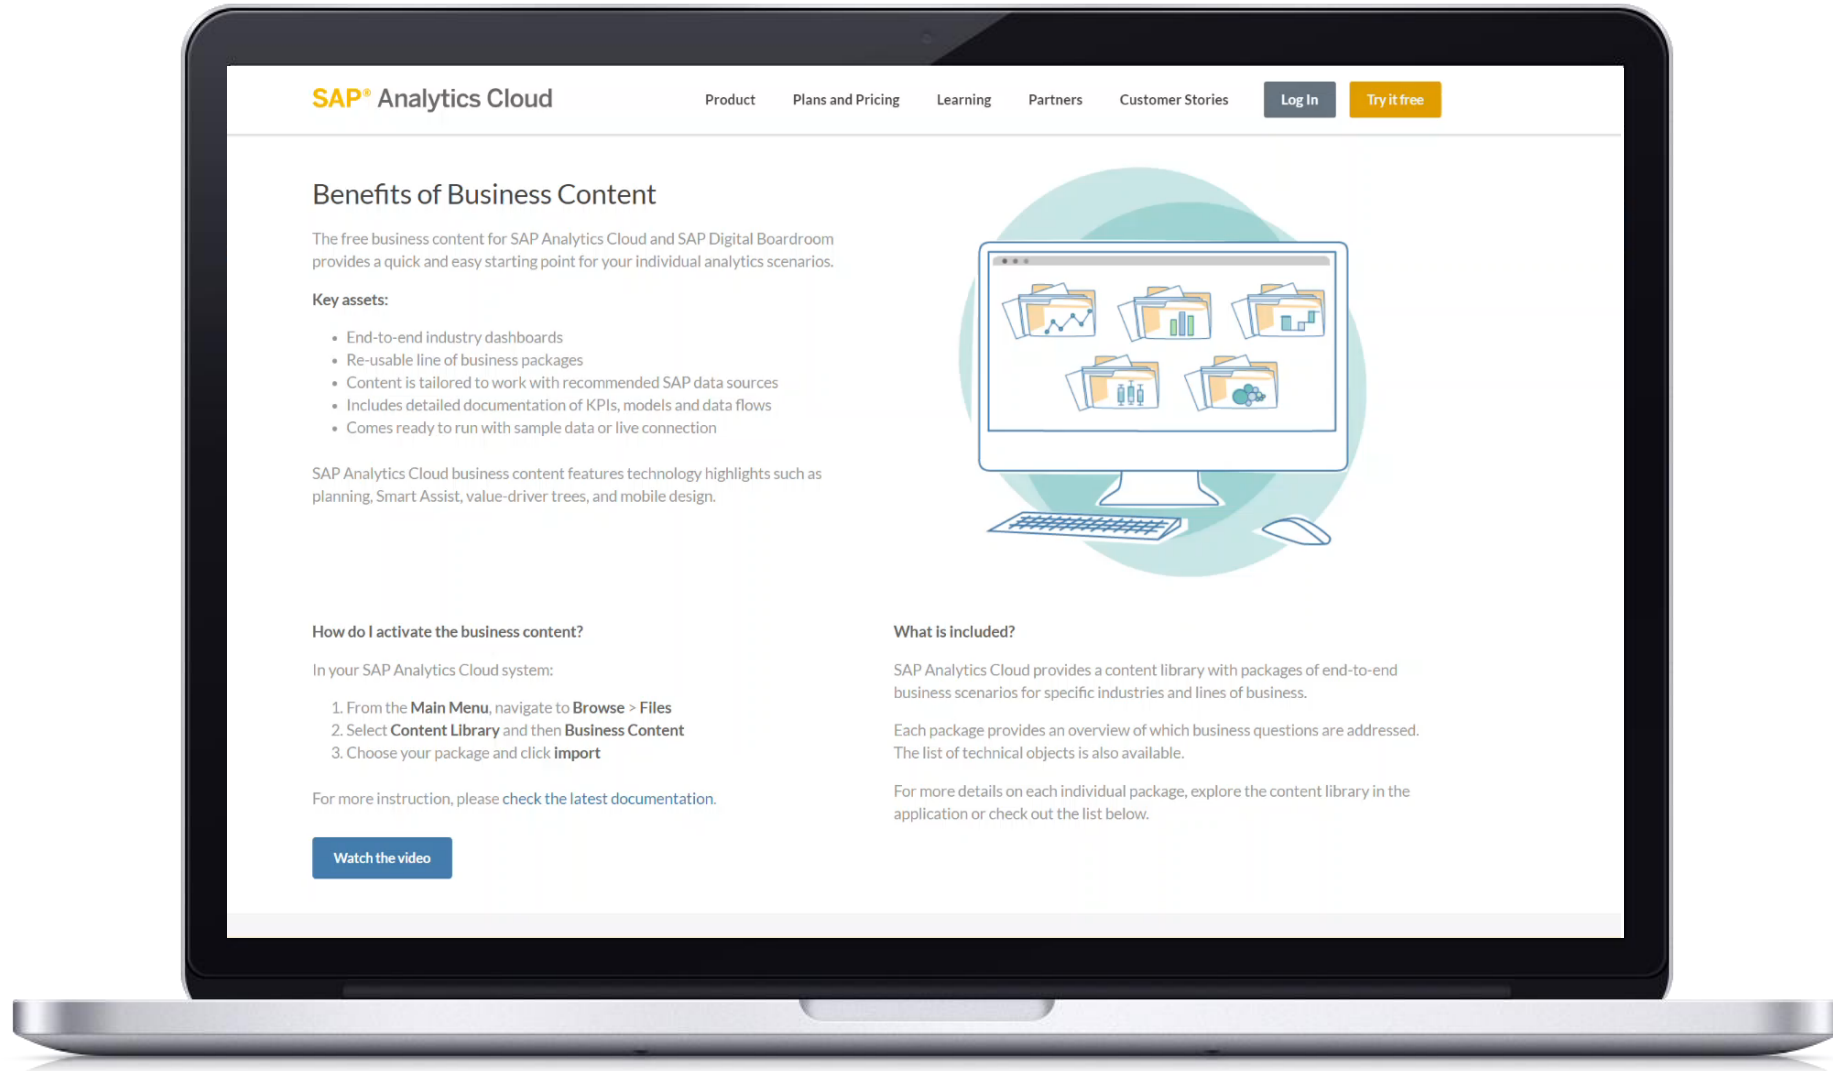 SAP® Analytics Cloud
Product Plans and Pricing Learning Partners Customer Stories Log In Try it free
Benefits of Business Content
The free business content for SAP Analytics Cloud and SAP Digital Boardroom
provides a quick and easy starting point for your individual analytics scenarios.
Key assets:
• End-to-end industry dashboards
• Re-usable line of business packages
• Content is tailored to work with recommended SAP data sources
• Includes detailed documentation of KPIs, models and data flows
• Comes ready to run with sample data or live connection
SAP Analytics Cloud business content features technology highlights such as
planning, Smart Assist, value-driver trees, and mobile design.
How do I activate the business content?
In your SAP Analytics Cloud system:
1. From the Main Menu, navigate to Browse > Files
2. Select Content Library and then Business Content
3. Choose your package and click import
For more instruction, please check the latest documentation.
Watch the video
What is included?
SAP Analytics Cloud provides a content library with packages of end-to-end
business scenarios for specific industries and lines of business.
Each package provides an overview of which business questions are addressed.
The list of technical objects is also available.
For more details on each individual package, explore the content library in the
application or check out the list below.